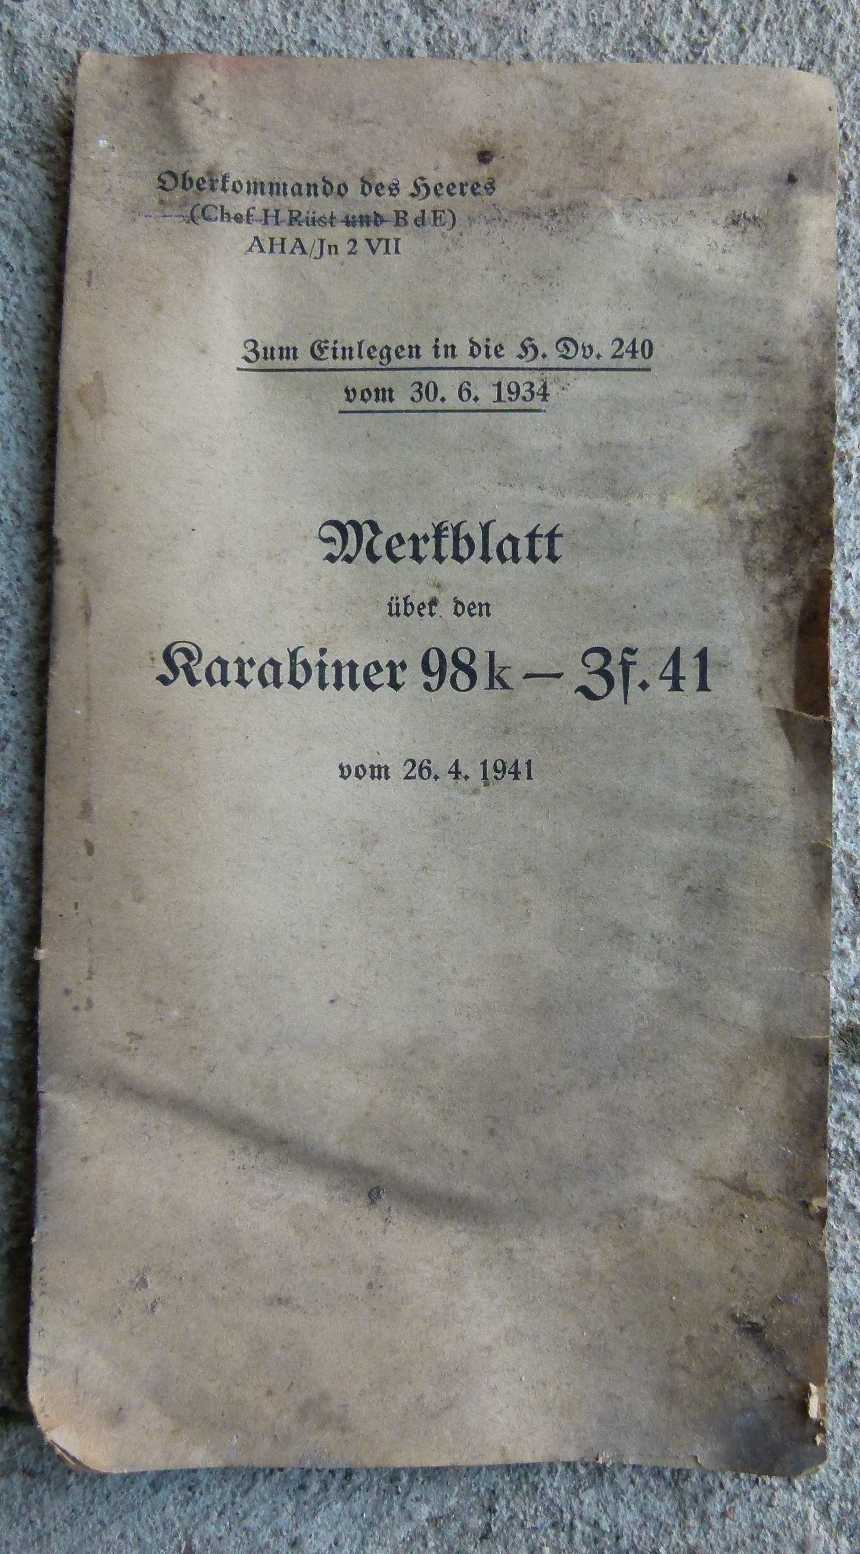 Oberkommando des Heeres
(Chef H Rüst und B d E)
AHA/Jn 2 VII
Zum Einlegen in die H. Dv. 240
vom 30. 6. 1934
Merkblatt
über den
Karabiner 98k – Zf. 41
vom 26. 4. 1941